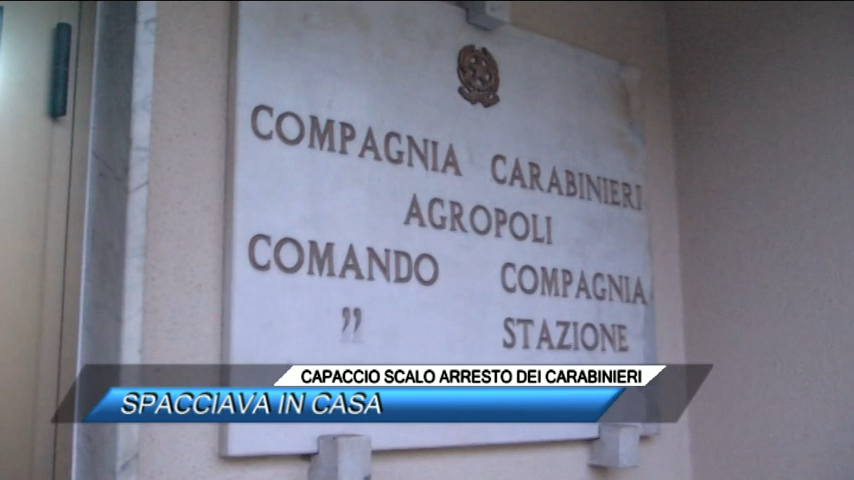 COMPAGNIA CARABINIERI
AGROPOLI
COMANDO COMPAGNIA
" STAZIONE
CAPACCIO SCALO ARRESTO DEI CARABINIERI
SPACCIAVA IN CASA